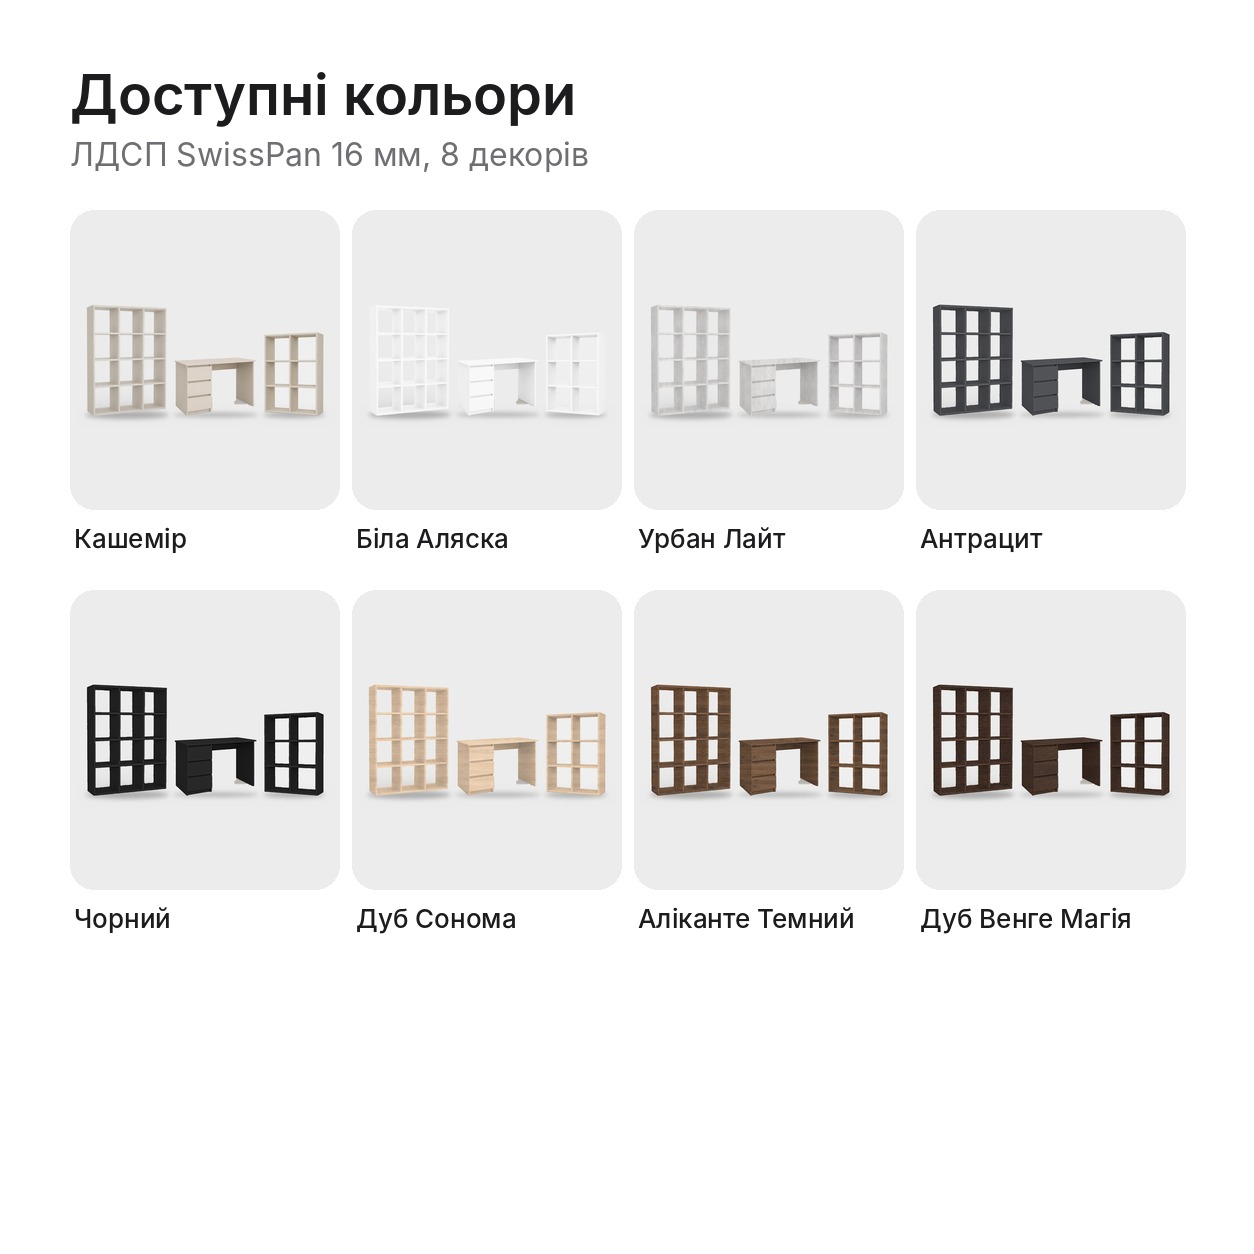 Доступні кольори
ЛДСП SwissPan 16 мм, 8 декорів
Кашемір
Біла Аляска
Урбан Лайт
Антрацит
Чорний
Дуб Сонома
Аліканте Темний
Дуб Венге Магія